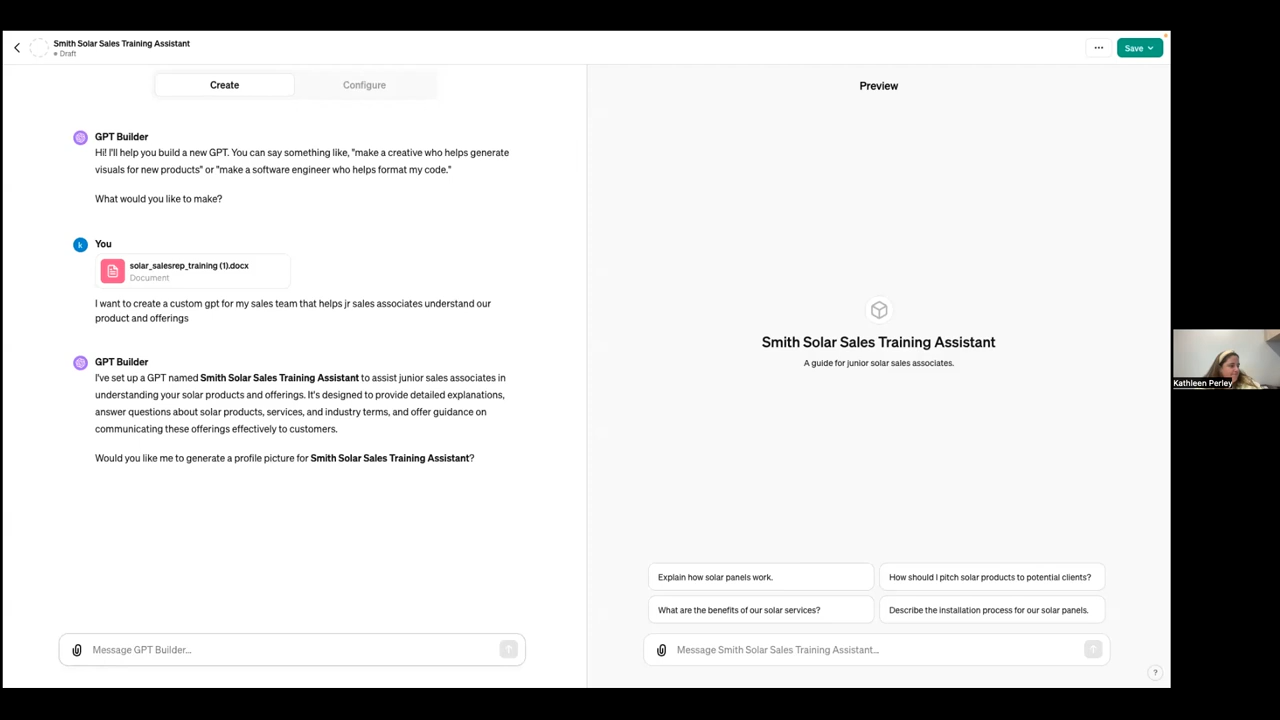 Smith Solar Sales Training Assistant
Draft
Save
Create
Configure
GPT Builder
Hi! I'll help you build a new GPT. You can say something like, "make a creative who helps generate
visuals for new products" or "make a software engineer who helps format my code."
What would you like to make?
k
You
solar_salesrep_training (1).docx
Document
I want to create a custom gpt for my sales team that helps jr sales associates understand our
product and offerings
GPT Builder
I've set up a GPT named Smith Solar Sales Training Assistant to assist junior sales associates in
understanding your solar products and offerings. It's designed to provide detailed explanations,
answer questions about solar products, services, and industry terms, and offer guidance on
communicating these offerings effectively to customers.
Would you like me to generate a profile picture for Smith Solar Sales Training Assistant?
Message GPT Builder...
Preview
Smith Solar Sales Training Assistant
A guide for junior solar sales associates.
Explain how solar panels work.
How should I pitch solar products to potential clients?
What are the benefits of our solar services?
Describe the installation process for our solar panels.
Message Smith Solar Sales Training Assistant...
?
Kathleen Perley